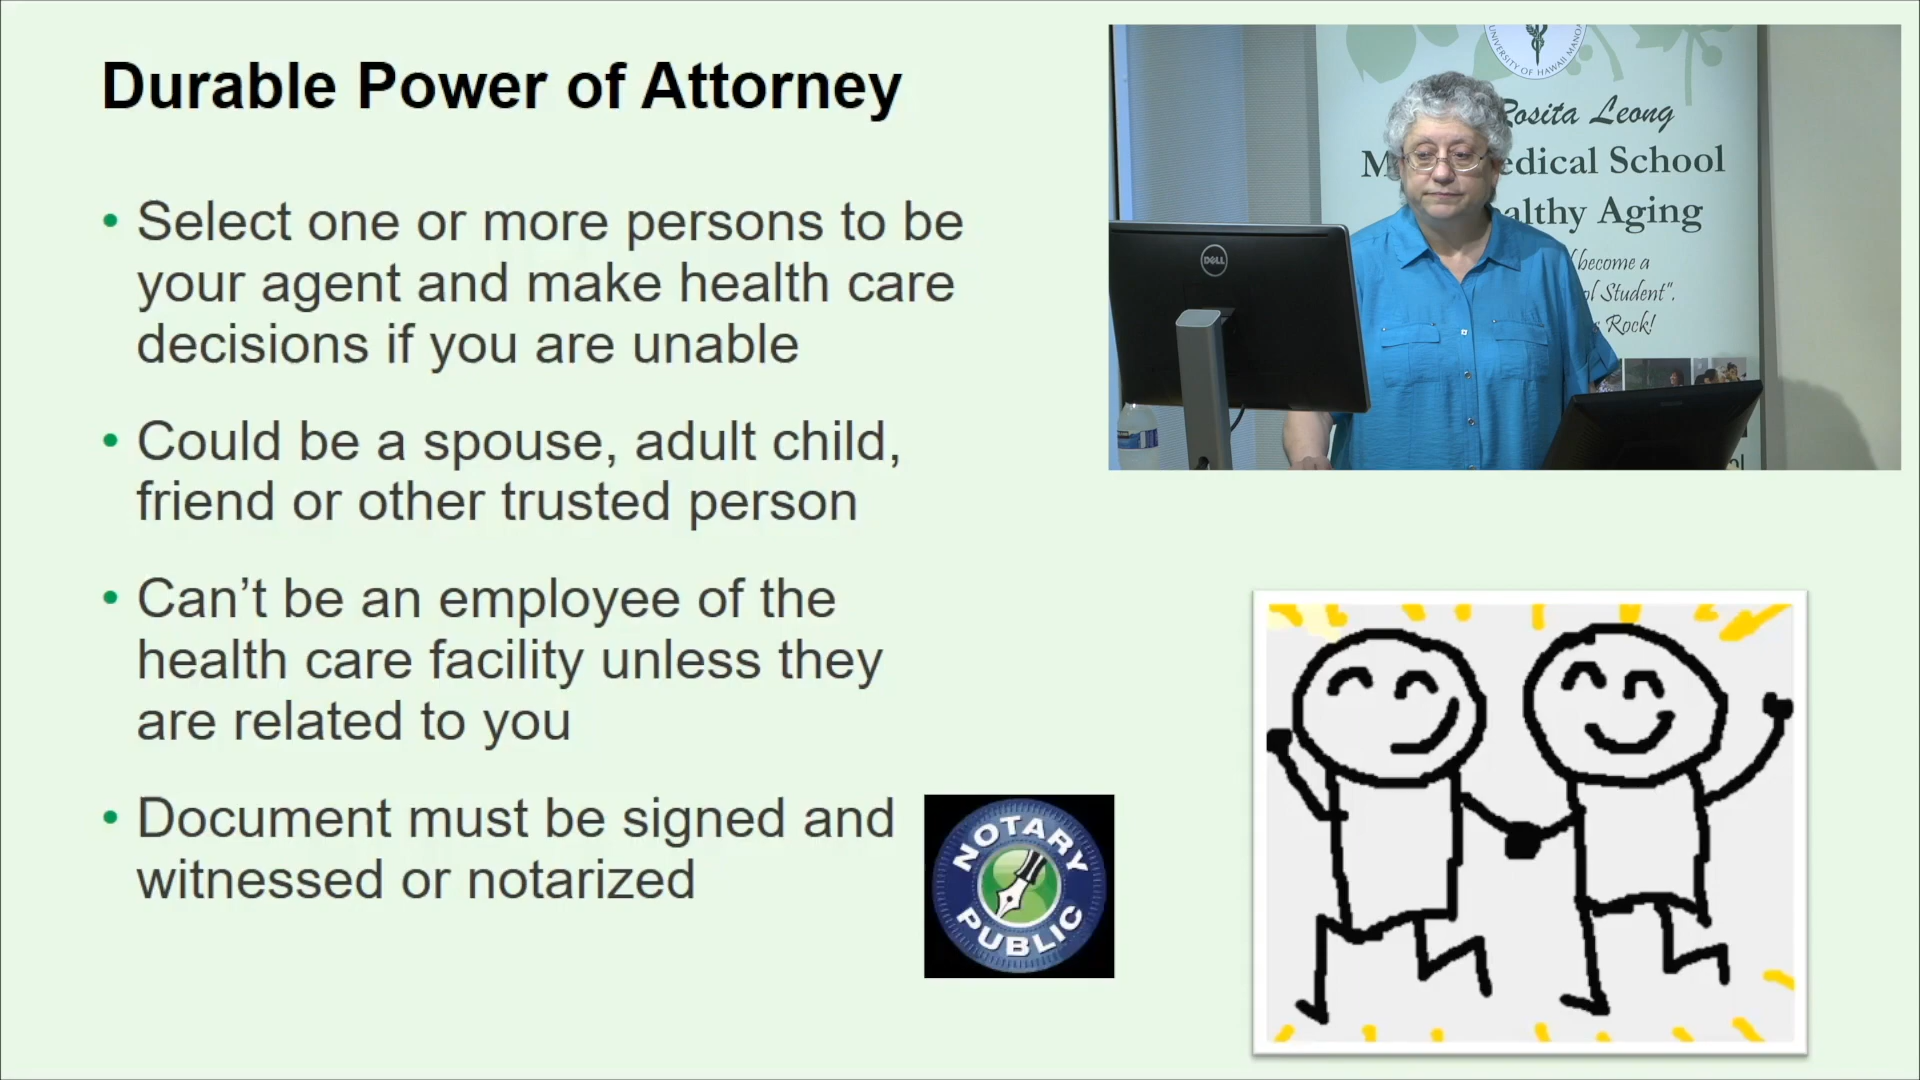 Durable Power of Attorney
• Select one or more persons to be
your agent and make health care
decisions if you are unable
• Could be a spouse, adult child,
friend or other trusted person
• Can’t be an employee of the
health care facility unless they
are related to you
• Document must be signed and
witnessed or notarized
NOTARY
PUBLIC
UNIVERSITY OF HAWAII
Rosita Leong
Medical School
Aging
become a
Student".
Rock!
DELL